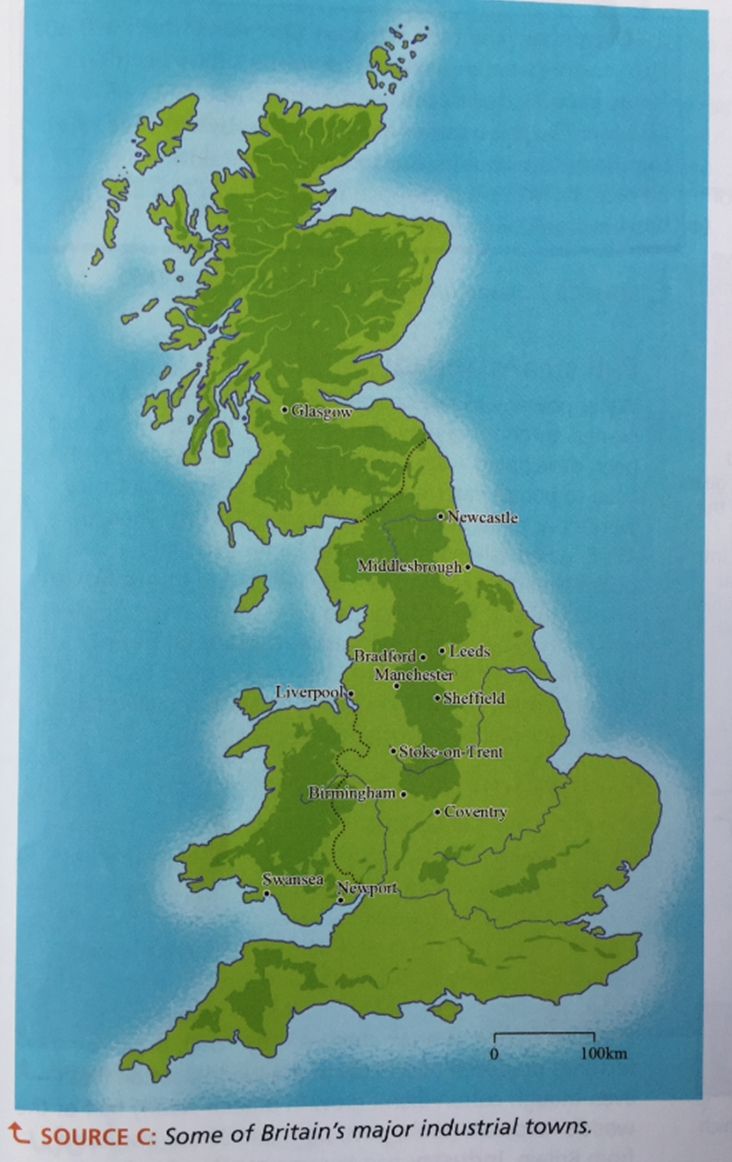 Glasgow
Newcastle
Middlesbrough
Bradford
Leeds
Manchester
Liverpool
Sheffield
Stoke-on-Trent
Birmingham
Coventry
Swansea
Newport
0 100km
SOURCE C: Some of Britain's major industrial towns.